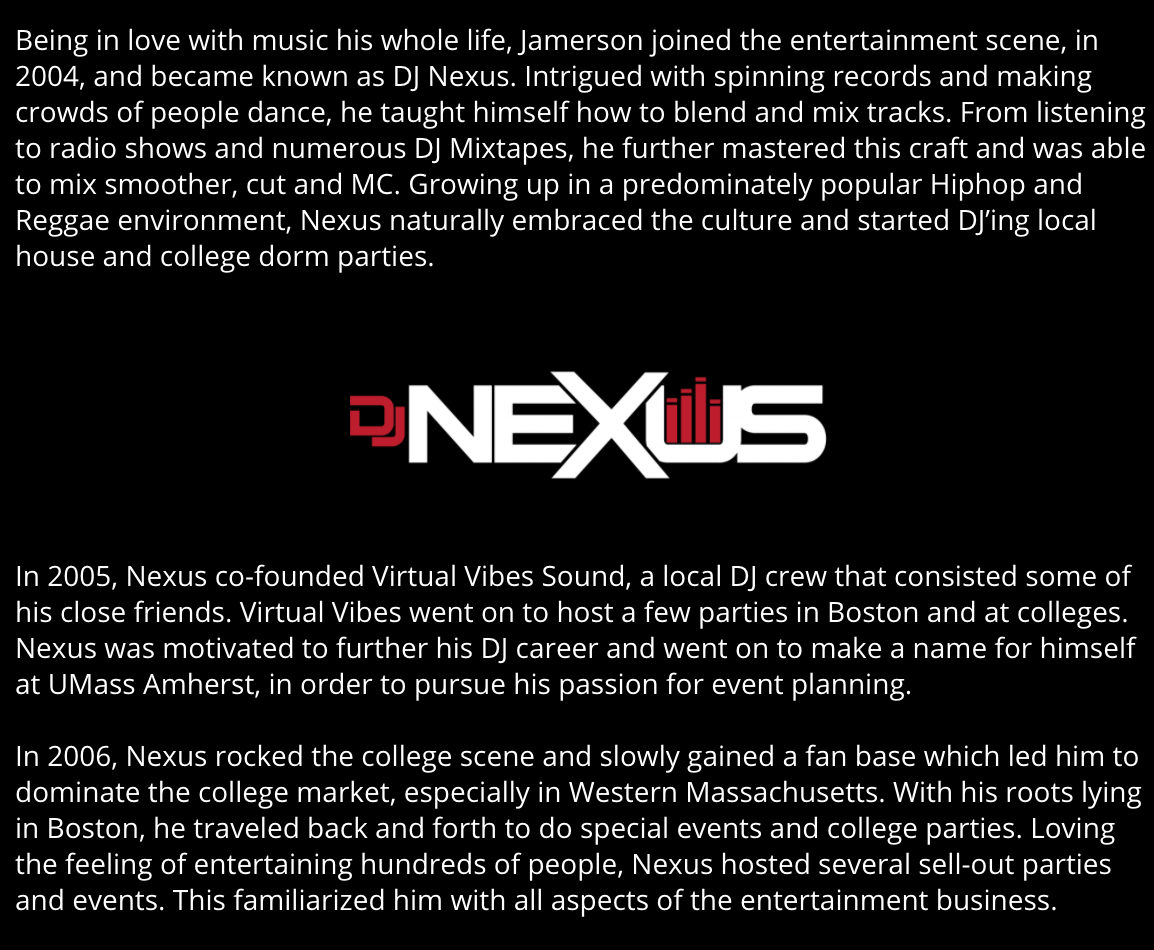 Being in love with music his whole life, Jamerson joined the entertainment scene, in
2004, and became known as DJ Nexus. Intrigued with spinning records and making
crowds of people dance, he taught himself how to blend and mix tracks. From listening
to radio shows and numerous DJ Mixtapes, he further mastered this craft and was able
to mix smoother, cut and MC. Growing up in a predominately popular Hiphop and
Reggae environment, Nexus naturally embraced the culture and started DJ’ing local
house and college dorm parties.
DJ NEXUS
In 2005, Nexus co-founded Virtual Vibes Sound, a local DJ crew that consisted some of
his close friends. Virtual Vibes went on to host a few parties in Boston and at colleges.
Nexus was motivated to further his DJ career and went on to make a name for himself
at UMass Amherst, in order to pursue his passion for event planning.
In 2006, Nexus rocked the college scene and slowly gained a fan base which led him to
dominate the college market, especially in Western Massachusetts. With his roots lying
in Boston, he traveled back and forth to do special events and college parties. Loving
the feeling of entertaining hundreds of people, Nexus hosted several sell-out parties
and events. This familiarized him with all aspects of the entertainment business.